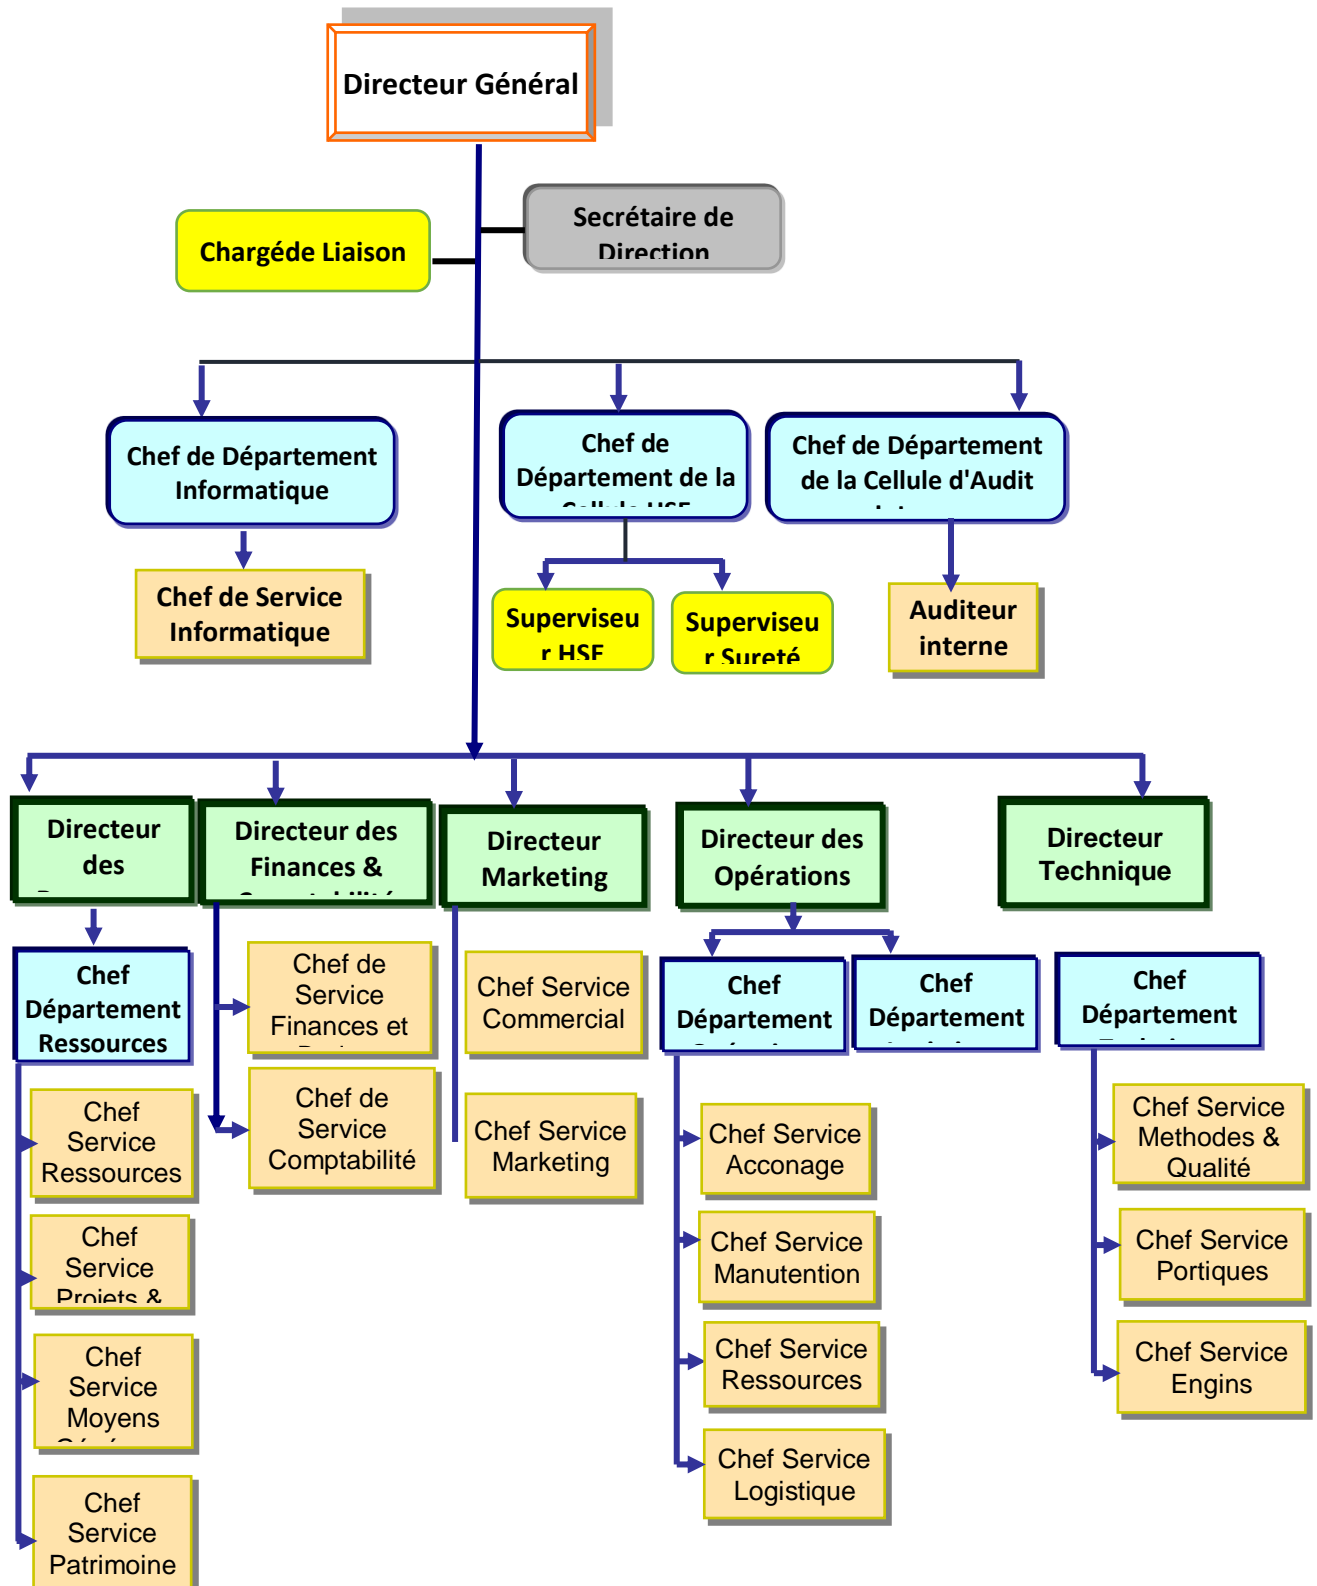 Directeur Général
Secrétaire de
Direction
Chargéde Liaison
Chef de Département
Informatique
Chef de
Département de la
Cellule HSE
Chef de Département
de la Cellule d'Audit
Chef de Service
Informatique
Superviseu
r HSE
Superviseu
r Sureté
Auditeur
interne
Directeur
des
Directeur des
Finances &
Comptabilité
Directeur
Marketing
Directeur des
Opérations
Directeur
Technique
Chef
Département
Ressources
Chef de
Service
Finances et
Chef Service
Commercial
Chef
Département
Chef
Département
Chef
Département
Chef
Service
Ressources
Chef de
Service
Comptabilité
Chef Service
Marketing
Chef Service
Acconage
Chef Service
Methodes &
Qualité
Chef
Service
Projets &
Chef Service
Manutention
Chef Service
Portiques
Chef
Service
Moyens
Chef Service
Ressources
Chef Service
Engins
Chef Service
Logistique
Chef
Service
Patrimoine